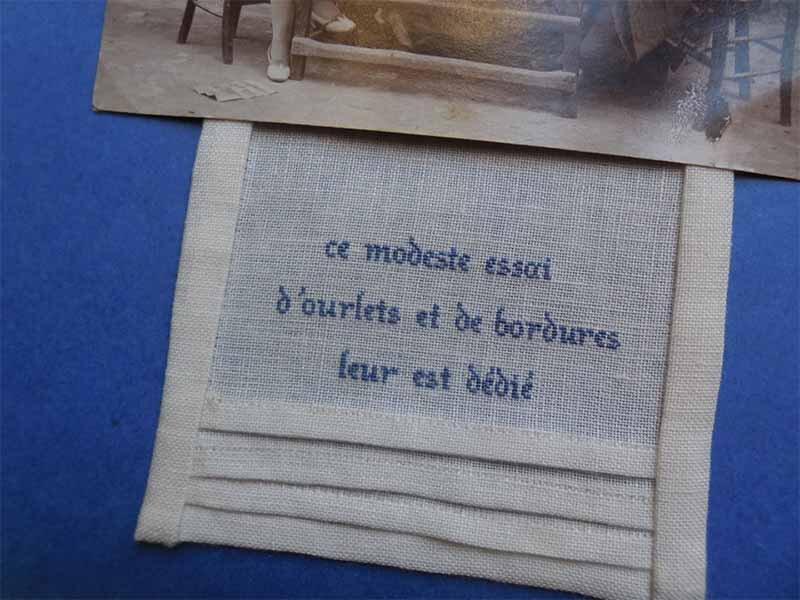 ce modeste essai
d'ourlets et de bordures
leur est dédié